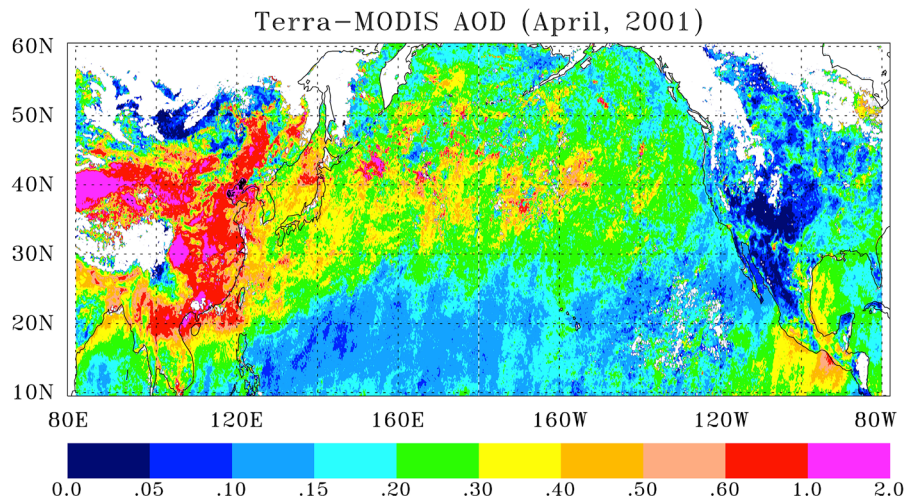 Terra-MODIS AOD (April, 2001)
60N
50N
40N
30N
20N
10N
80E 120E 160E 160W 120W 80W
0.0 .05 .10 .15 .20 .30 .40 .50 .60 1.0 2.0